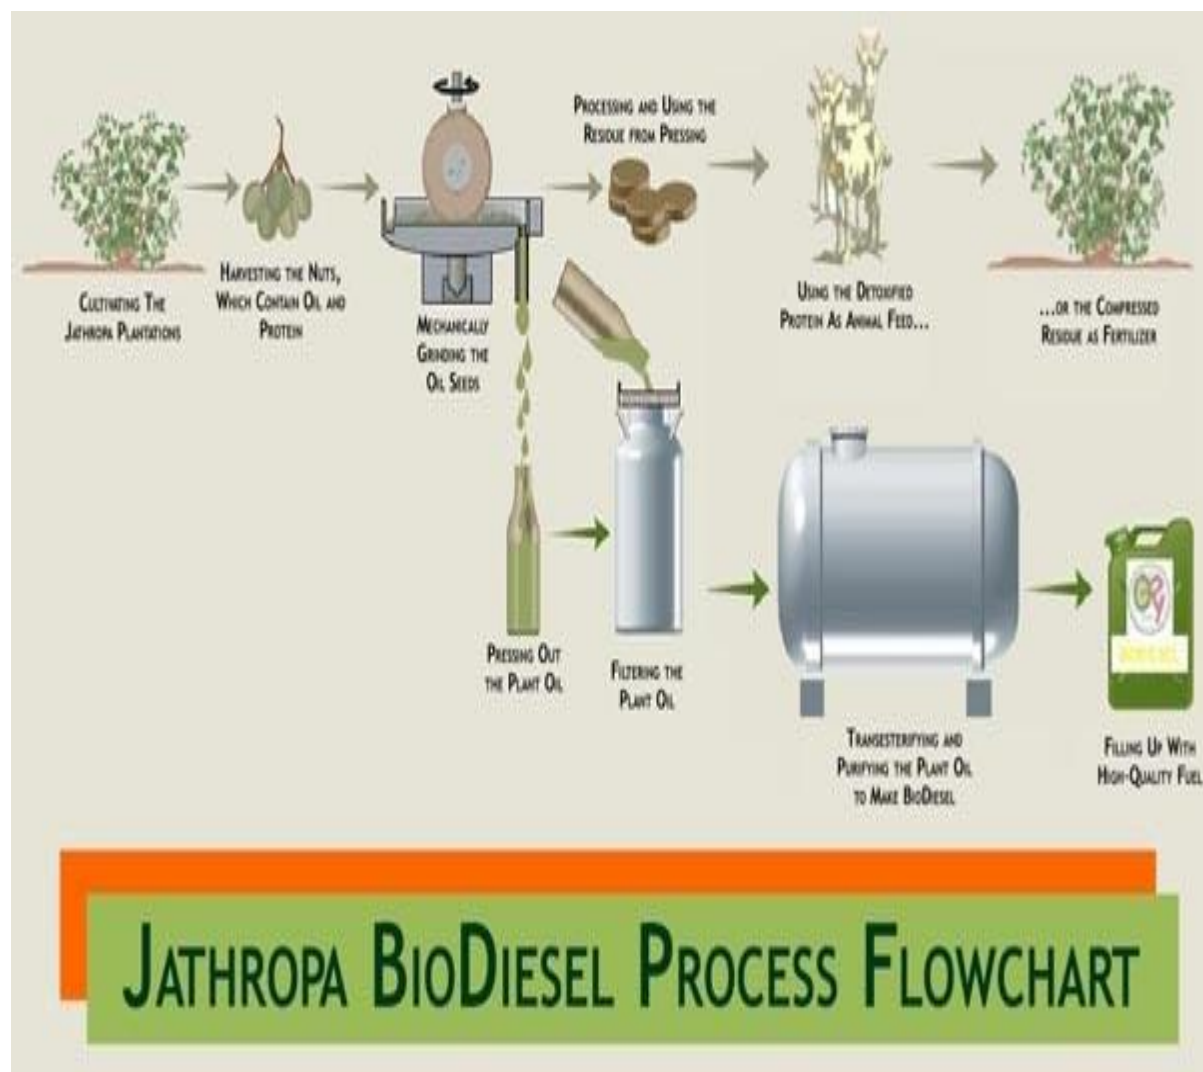 Cultivating The
Jathropa Plantations
Harvesting the Nuts,
Which Contain Oil and
Protein
Mechanically
Grinding the
Oil Seeds
Processing and Using the
Residue from Pressing
Using the Detoxified
Protein As Animal Feed...
...or the Compressed
Residue as Fertilizer
Pressing Out
the Plant Oil
Filtering the
Plant Oil
Transesterifying and
Purifying the Plant Oil
to Make BioDiesel
Filling Up With
High-Quality Fuel
Jathropa BioDiesel Process Flowchart